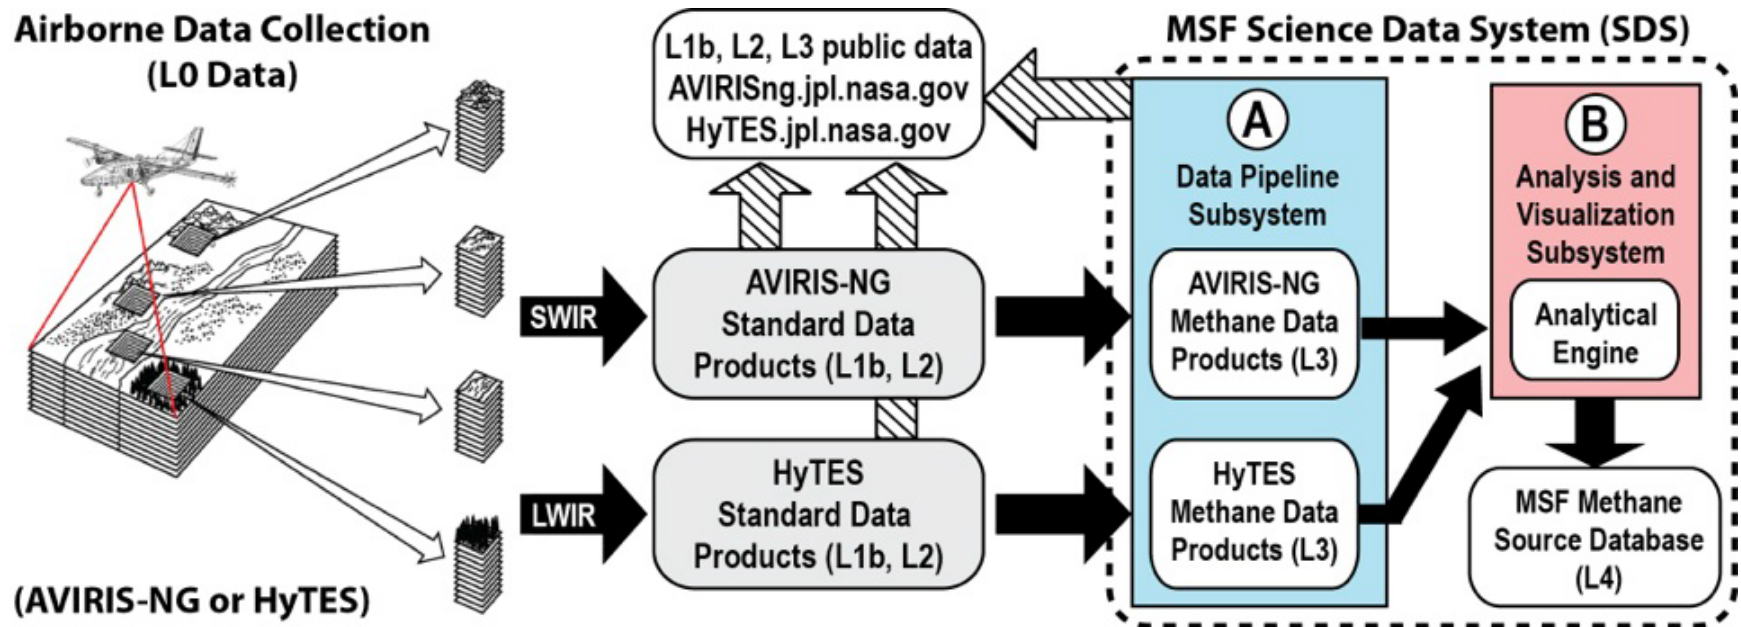 Airborne Data Collection
(L0 Data)
(AVIRIS-NG or HyTES)
SWIR
LWIR
L1b, L2, L3 public data
AVIRISng.jpl.nasa.gov
HyTES.jpl.nasa.gov
AVIRIS-NG
Standard Data
Products (L1b, L2)
HyTES
Standard Data
Products (L1b, L2)
MSF Science Data System (SDS)
A
Data Pipeline
Subsystem
AVIRIS-NG
Methane Data
Products (L3)
HyTES
Methane Data
Products (L3)
B
Analysis and
Visualization
Subsystem
Analytical
Engine
MSF Methane
Source Database
(L4)